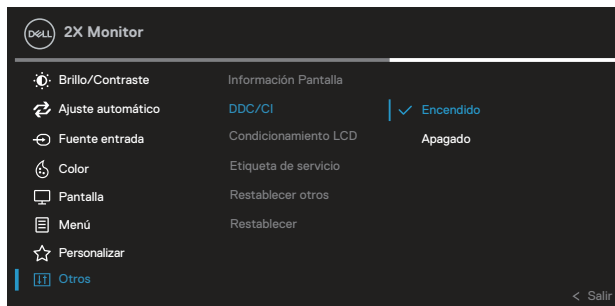 DELL 2X Monitor
Brillo/Contraste Información Pantalla
Ajuste automático DDC/CI Encendido
Fuente entrada Condicionamiento LCD Apagado
Color Etiqueta de servicio
Pantalla Restablecer otros
Menú Restablecer
Personalizar
Otros
< Salir